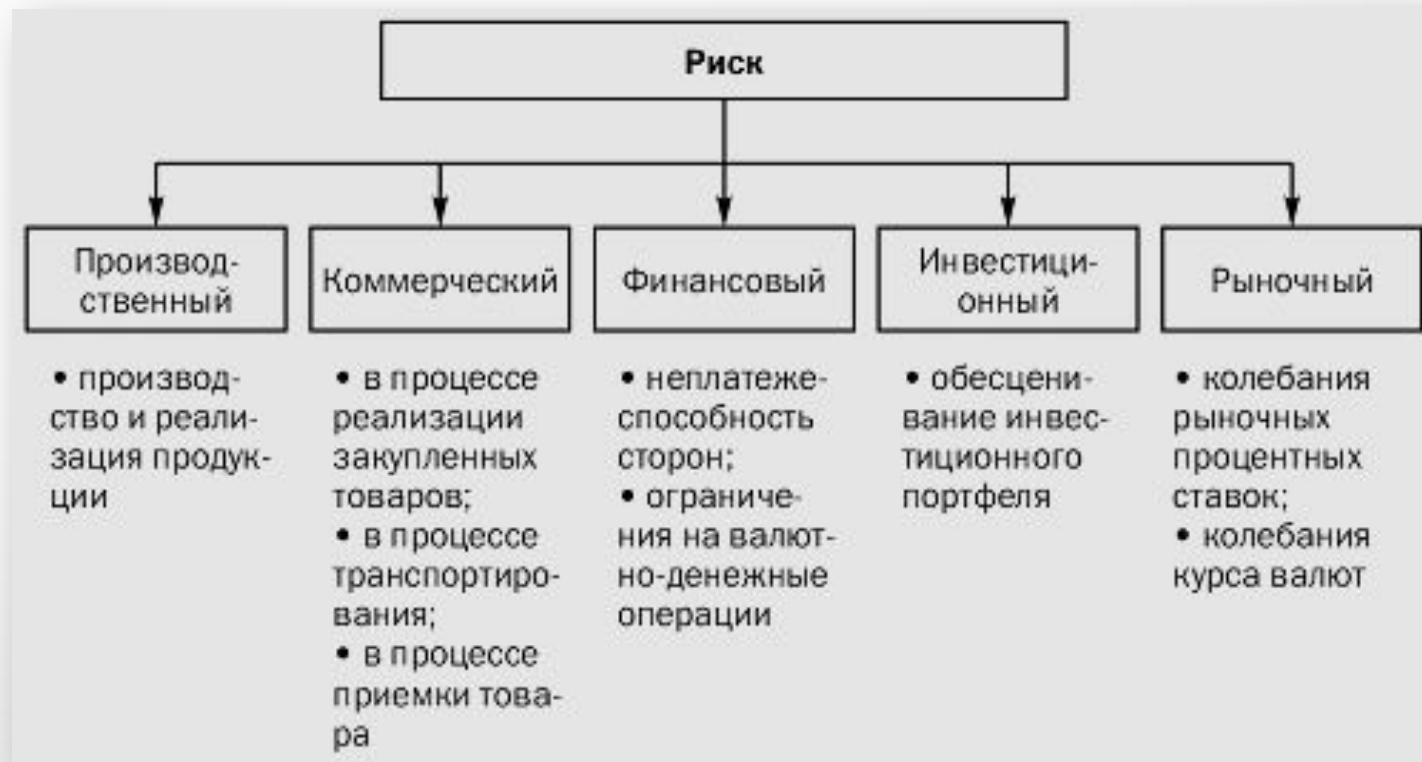 Риск
Производ-
ственный
Коммерческий
Финансовый
Инвестици-
онный
Рыночный
• производ-
ство и реали-
зация продук-
ции
• в процессе
реализации
закупленных
товаров;
• в процессе
транспортиро-
вания;
• в процессе
приемки това-
ра
• неплатеже-
способность
сторон;
• ограниче-
ния на валют-
но-денежные
операции
• обесцени-
вание инвес-
тиционного
портфеля
• колебания
рыночных
процентных
ставок;
• колебания
курса валют